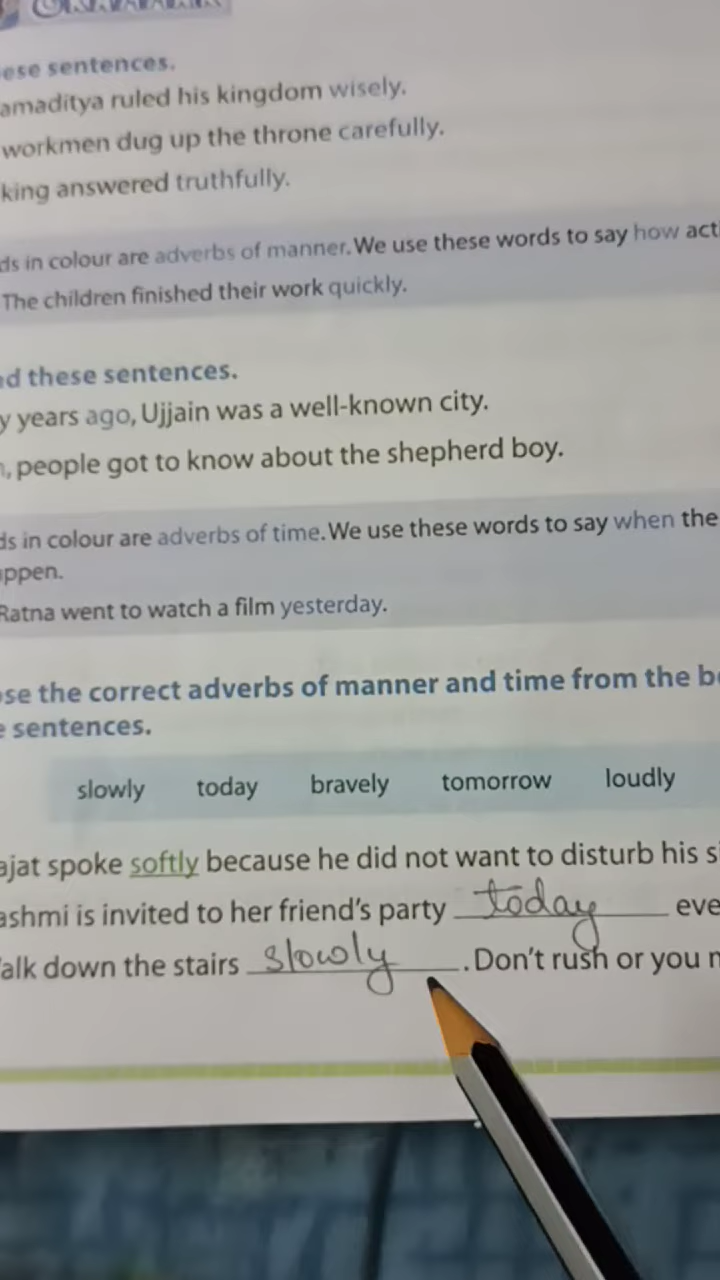 ese sentences.
amaditya ruled his kingdom wisely.
workmen dug up the throne carefully.
king answered truthfully.
ds in colour are adverbs of manner. We use these words to say how act
The children finished their work quickly.
d these sentences.
y years ago, Ujjain was a well-known city.
, people got to know about the shepherd boy.
ds in colour are adverbs of time. We use these words to say when the
ppen.
Ratna went to watch a film yesterday.
se the correct adverbs of manner and time from the b
sentences.
slowly today bravely tomorrow loudly
ajat spoke softly because he did not want to disturb his s
ashmi is invited to her friend's party today eve
alk down the stairs slowly. Don't rush or you m